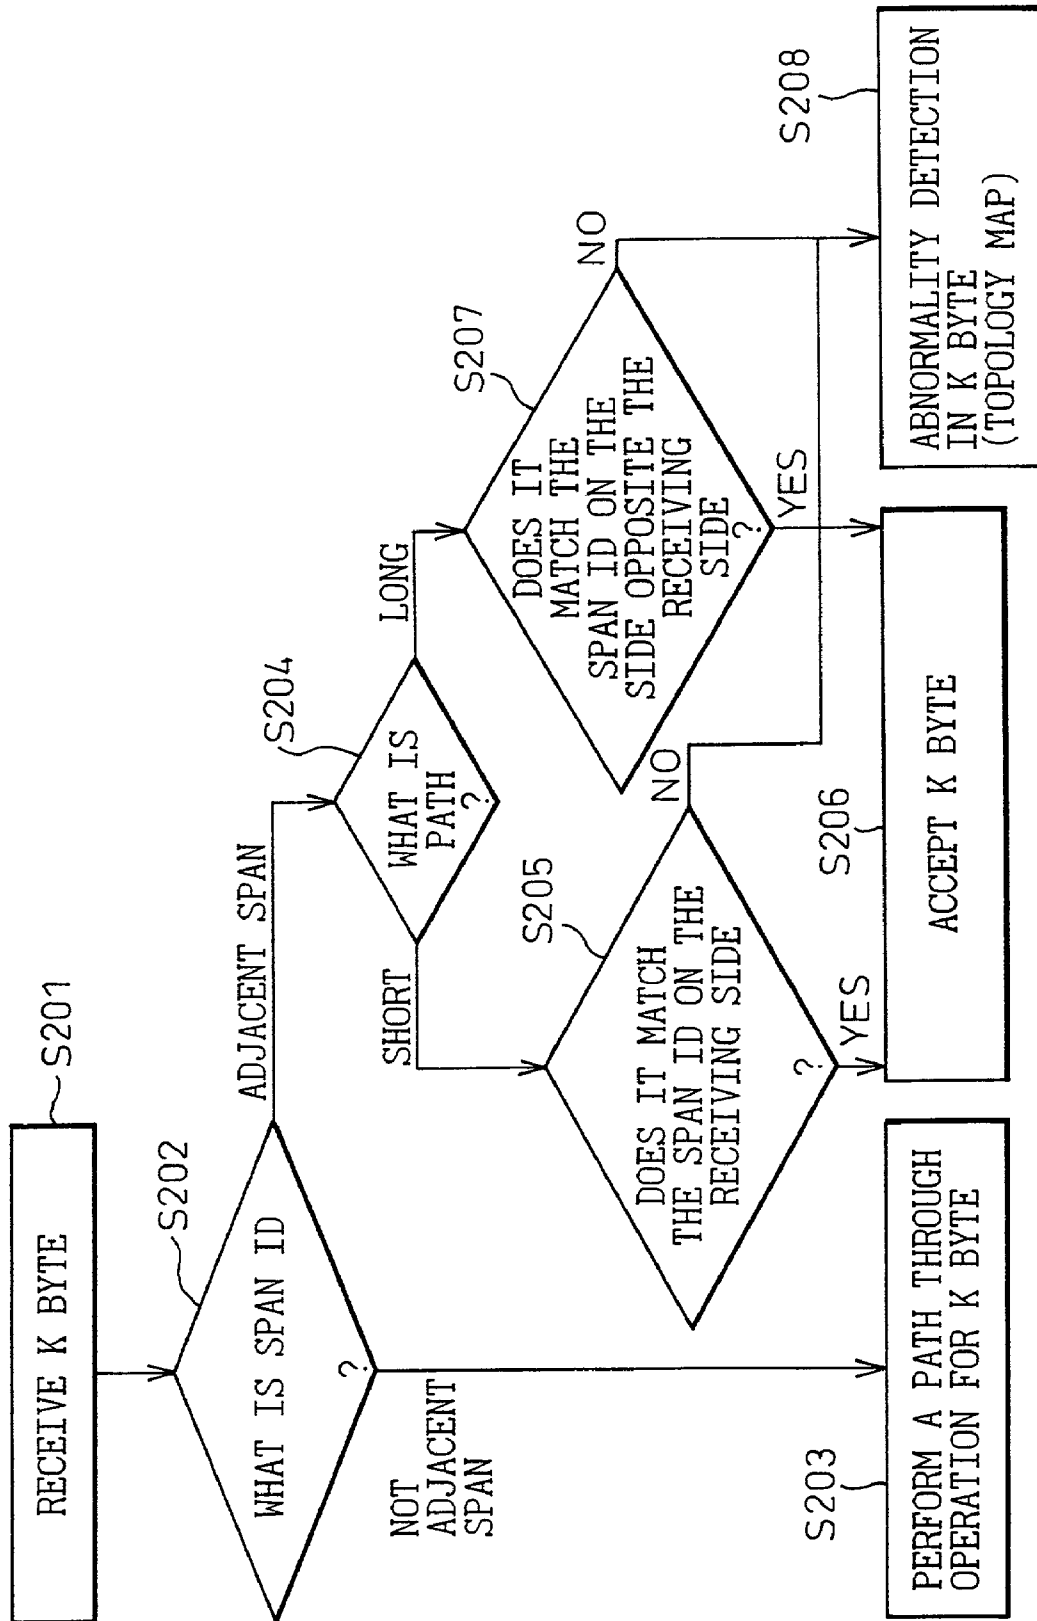 RECEIVE K BYTE
S201
WHAT IS SPAN ID
?
S202
ADJACENT SPAN
NOT
ADJACENT
SPAN
WHAT IS
PATH
?
S204
SHORT
LONG
DOES IT MATCH
THE SPAN ID ON THE
RECEIVING SIDE
?
S205
NO
YES
DOES IT
MATCH THE
SPAN ID ON THE
SIDE OPPOSITE THE
RECEIVING
SIDE
?
S207
NO
YES
S203
PERFORM A PATH THROUGH
OPERATION FOR K BYTE
S206
ACCEPT K BYTE
S208
ABNORMALITY DETECTION
IN K BYTE
(TOPOLOGY MAP)